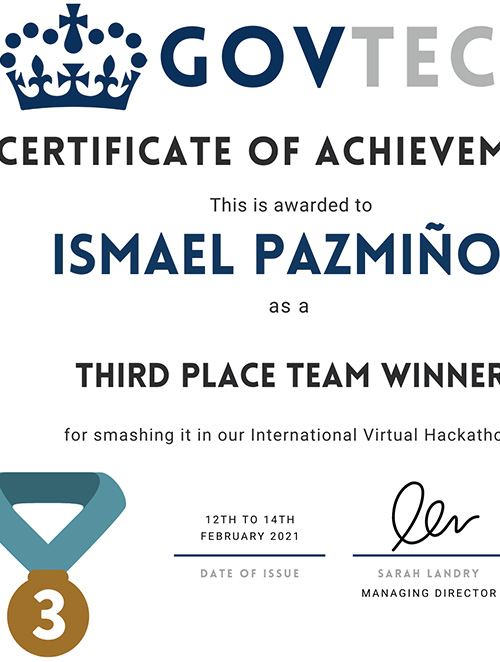 GOVTEC
CERTIFICATE OF ACHIEVEM
This is awarded to
ISMAEL PAZMIÑO
as a
THIRD PLACE TEAM WINNER
for smashing it in our International Virtual Hackatho
12TH TO 14TH
FEBRUARY 2021
DATE OF ISSUE
SARAH LANDRY
MANAGING DIRECTOR
3